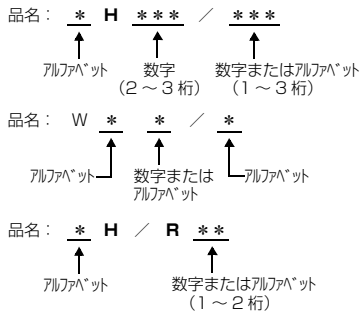 品名： * H *** ／ ***
ｱﾙﾌｧﾍﾞｯﾄ 数字 数字またはｱﾙﾌｧﾍﾞｯﾄ
（2～3桁） （1～3桁）
品名： W * * ／ *
ｱﾙﾌｧﾍﾞｯﾄ 数字または ｱﾙﾌｧﾍﾞｯﾄ
ｱﾙﾌｧﾍﾞｯﾄ
品名： * H ／ R **
ｱﾙﾌｧﾍﾞｯﾄ 数字またはｱﾙﾌｧﾍﾞｯﾄ
（1～2桁）